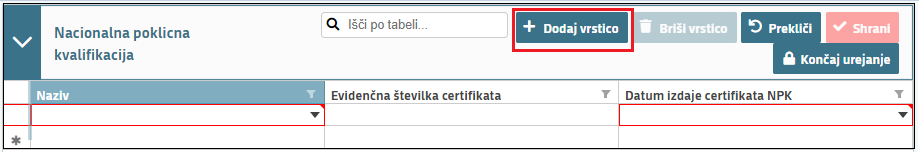 Nacionalna poklicna
kvalifikacija
Išči po tabeli...
Dodaj vrstico
Briši vrstico
Prekliči
Shrani
Končaj urejanje
Naziv
Evidenčna številka certifikata
Datum izdaje certifikata NPK